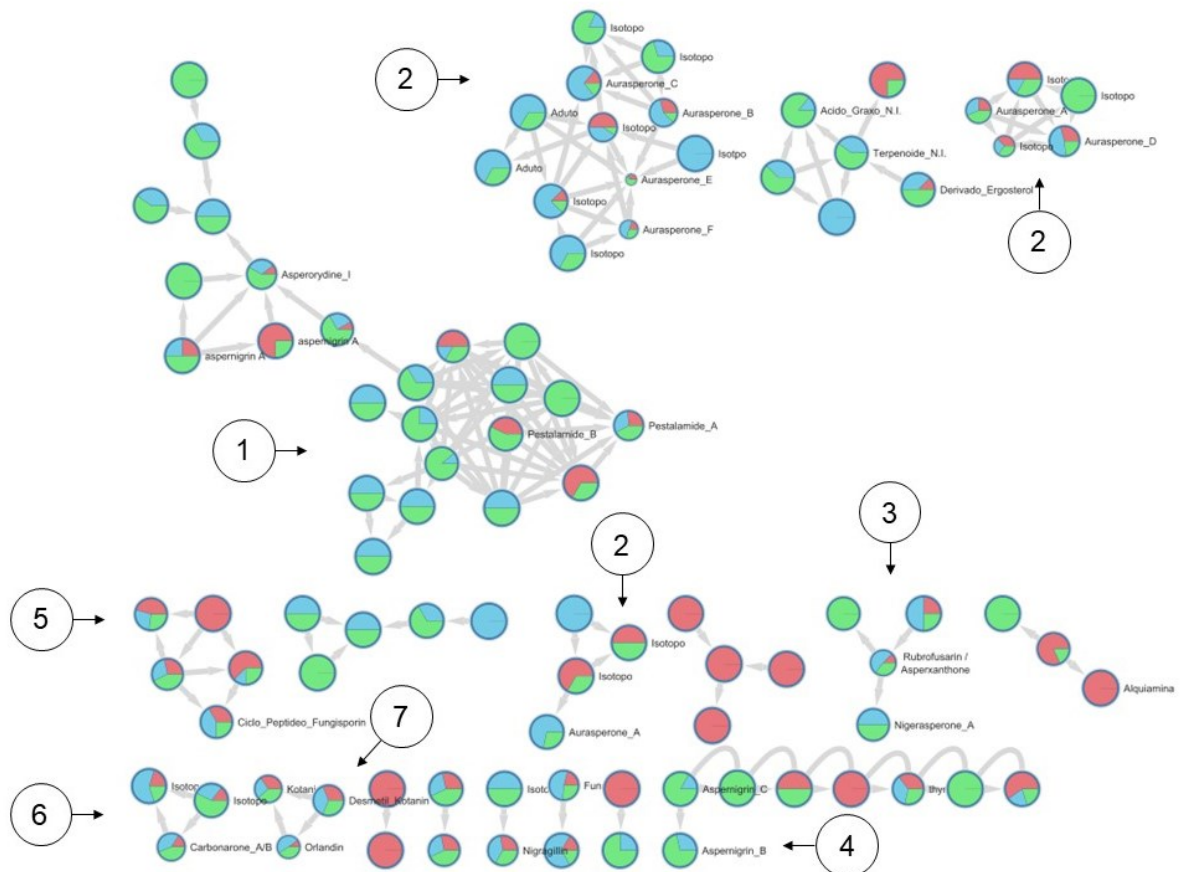 Isotopo
2
Isotopo
Aurasperone_C
Aduto
Aurasperone_B
Isotopo
Aduto
Isotpo
Aurasperone_E
Isotopo
Aurasperone_F
Isotopo
Acido_Graxo_N.I.
Terpenoide_N.I.
Derivado_Ergosterol
Isotopo
Aurasperone_A
Isotopo
Aurasperone_D
2
Asperorydine_I
aspernigrin A
aspernigrin A
Pestalamide_B
Pestalamide_A
1
2
3
5
Ciclo_Peptideo_Fungisporin
Isotopo
Isotopo
Aurasperone_A
Rubrofusarin /
Asperxanthone
Nigerasperone_A
Alquiamina
7
6
Isotopo
Carbonarone_A/B
Desmetil_Kotanin
Orlandin
Nigragillin
Fun
Aspernigrin_C
Aspernigrin_B
4